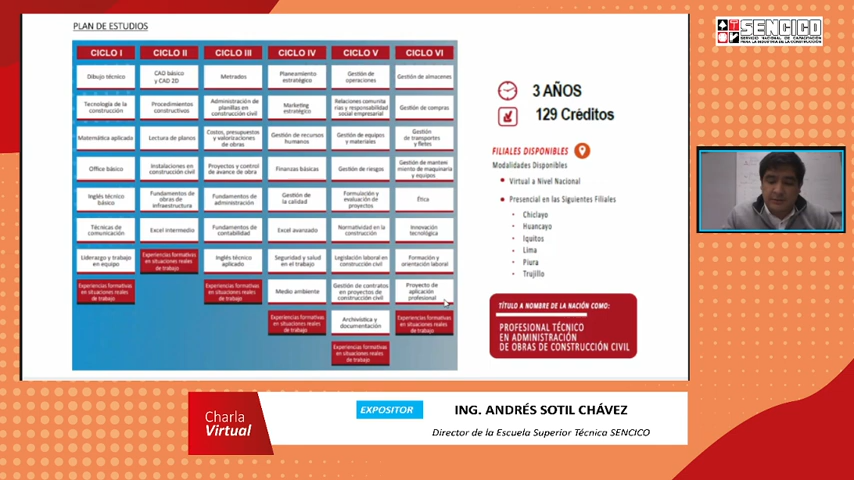 PLAN DE ESTUDIOS
CICLO I
Dibujo técnico
Tecnología de la
construcción
Matemática aplicada
Office básico
Inglés técnico
básico
Técnicas de
comunicación
Liderazgo y trabajo
en equipo
Experiencias formativas
en situaciones reales
de trabajo
CICLO II
CAD básico
y CAD 2D
Procedimientos
constructivos
Lectura de planos
Instalaciones en
construcción civil
Fundamentos de
obras de
infraestructura
Excel intermedio
Experiencias formativas
en situaciones reales
de trabajo
CICLO III
Metrados
Administración de
planillas en
construcción civil
Costos, presupuestos
y valorizaciones
de obras
Proyectos y control
de avance de obra
Fundamentos de
administración
Fundamentos de
contabilidad
Inglés técnico
aplicado
Experiencias formativas
en situaciones reales
de trabajo
CICLO IV
Planeamiento
estratégico
Marketing
estratégico
Gestión de recursos
humanos
Finanzas básicas
Gestión de
la calidad
Excel avanzado
Seguridad y salud
en el trabajo
Medio ambiente
Experiencias formativas
en situaciones reales
de trabajo
CICLO V
Gestión de
operaciones
Relaciones comunita
rias y responsabilidad
social empresarial
Gestión de equipos
y materiales
Gestión de riesgos
Formulación y
evaluación de
proyectos
Normatividad en la
construcción
Legislación laboral en
construcción civil
Gestión de contratos
en proyectos de
construcción civil
Archivística y
documentación
Experiencias formativas
en situaciones reales
de trabajo
CICLO VI
Gestión de almacenes
Gestión de compras
Gestión
de transportes
y fletes
Gestión de manteni
miento de maquinaria
y equipos
Ética
Innovación
tecnológica
Formación y
orientación laboral
Proyecto de
aplicación
profesional
Experiencias formativas
en situaciones reales
de trabajo
3 AÑOS
129 Créditos
FILIALES DISPONIBLES
Modalidades Disponibles
• Virtual a Nivel Nacional
• Presencial en las Siguientes Filiales
• Chiclayo
• Huancayo
• Iquitos
• Lima
• Piura
• Trujillo
TÍTULO A NOMBRE DE LA NACIÓN COMO:
PROFESIONAL TÉCNICO
EN ADMINISTRACIÓN
DE OBRAS DE CONSTRUCCIÓN CIVIL
SENCICO
SERVICIO NACIONAL DE CAPACITACIÓN
PARA LA INDUSTRIA DE LA CONSTRUCCIÓN
Charla
Virtual
EXPOSITOR
ING. ANDRÉS SOTIL CHÁVEZ
Director de la Escuela Superior Técnica SENCICO